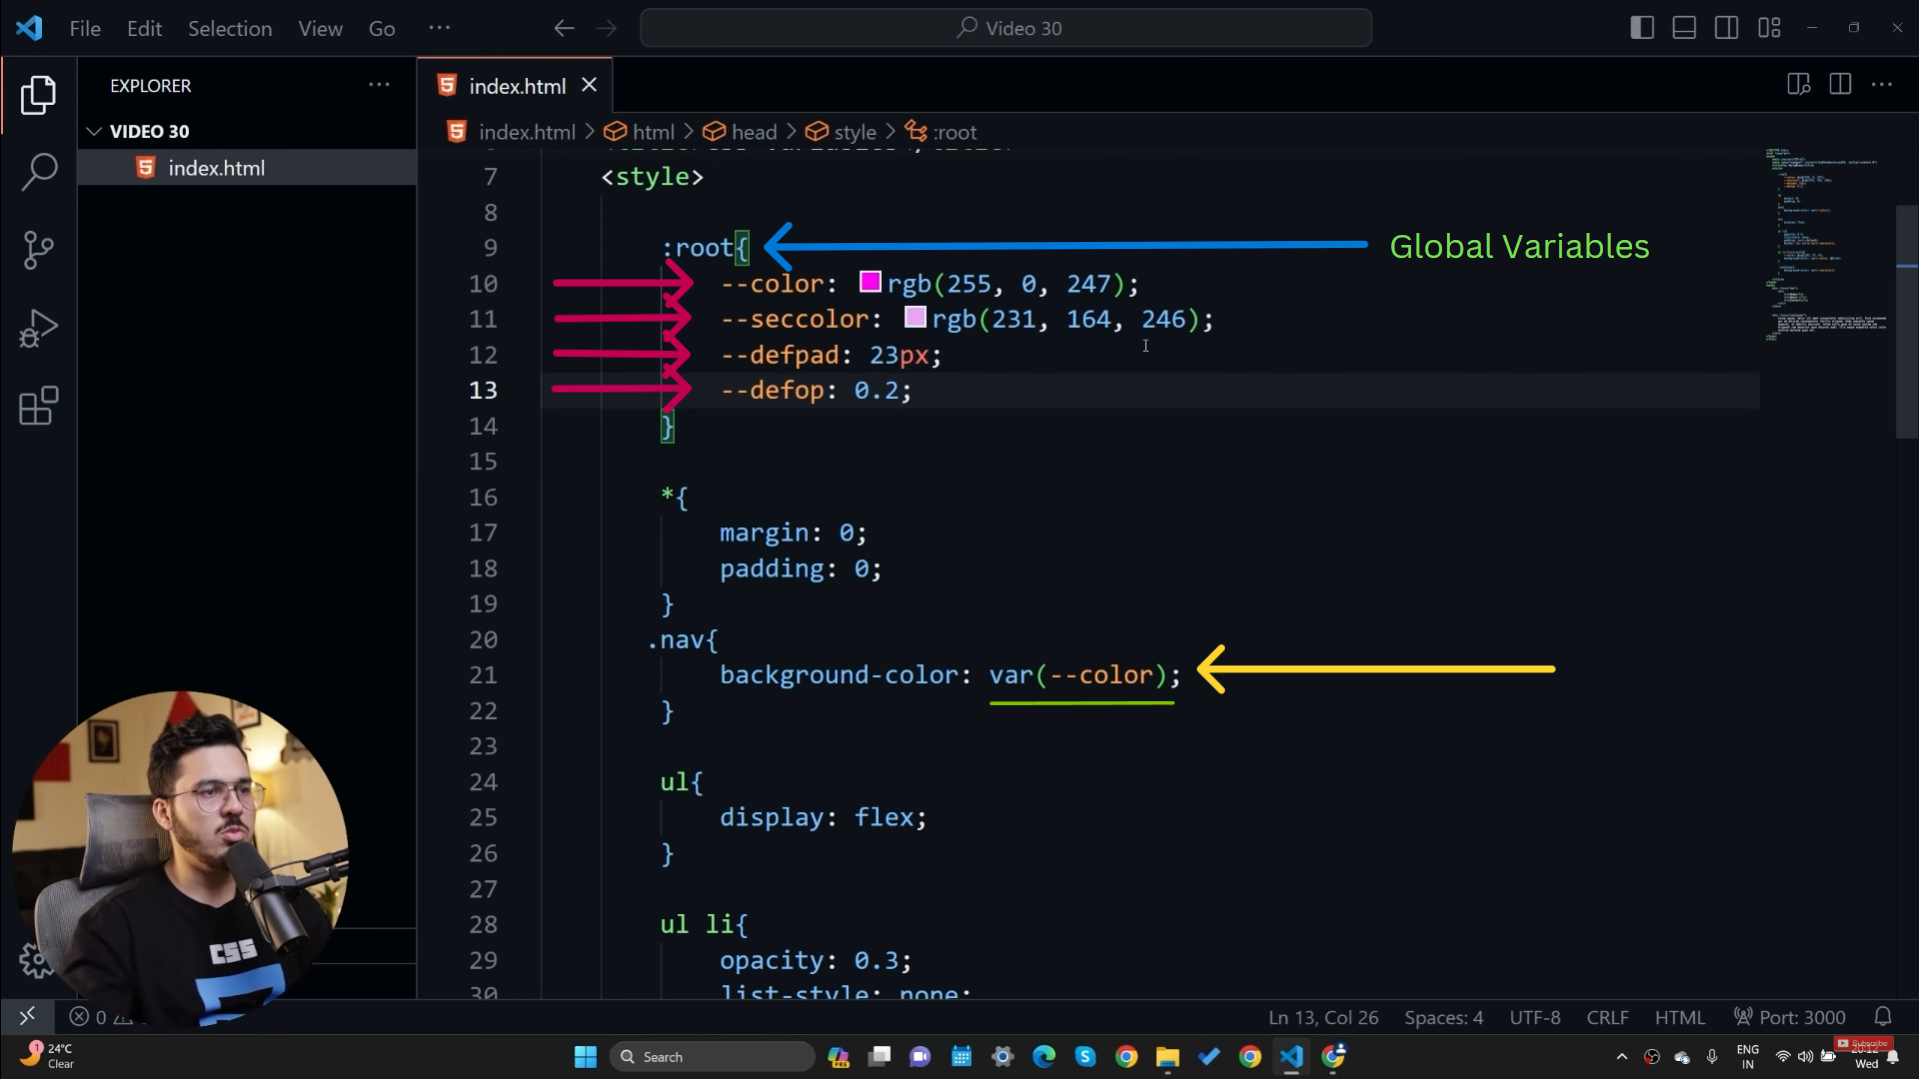 File Edit Selection View Go ··· Video 30
EXPLORER ···
VIDEO 30
index.html
index.html
index.html > html > head > style > :root
7 <style>
8
9 :root{
Global Variables
10 --color: rgb(255, 0, 247);
11 --seccolor: rgb(231, 164, 246);
12 --defpad: 23px;
13 --defop: 0.2;
14 }
15
16 *{
17 margin: 0;
18 padding: 0;
19 }
20 .nav{
21 background-color: var(--color);
22 }
23
24 ul{
25 display: flex;
26 }
27
28 ul li{
29 opacity: 0.3;
30 list-style: none;
CSS
0
Ln 13, Col 26 Spaces: 4 UTF-8 CRLF HTML Port: 3000
1
24°C
Clear
Search
ENG
IN
Subscribe
20:12
Wed